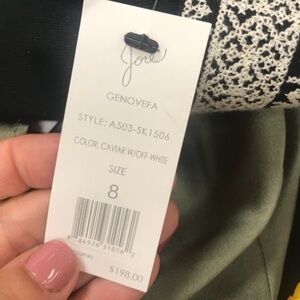 Joie
GENOVEFA
STYLE: A503-SK1506
COLOR: CAVIAR W/OFF-WHITE
SIZE
8
$198.00